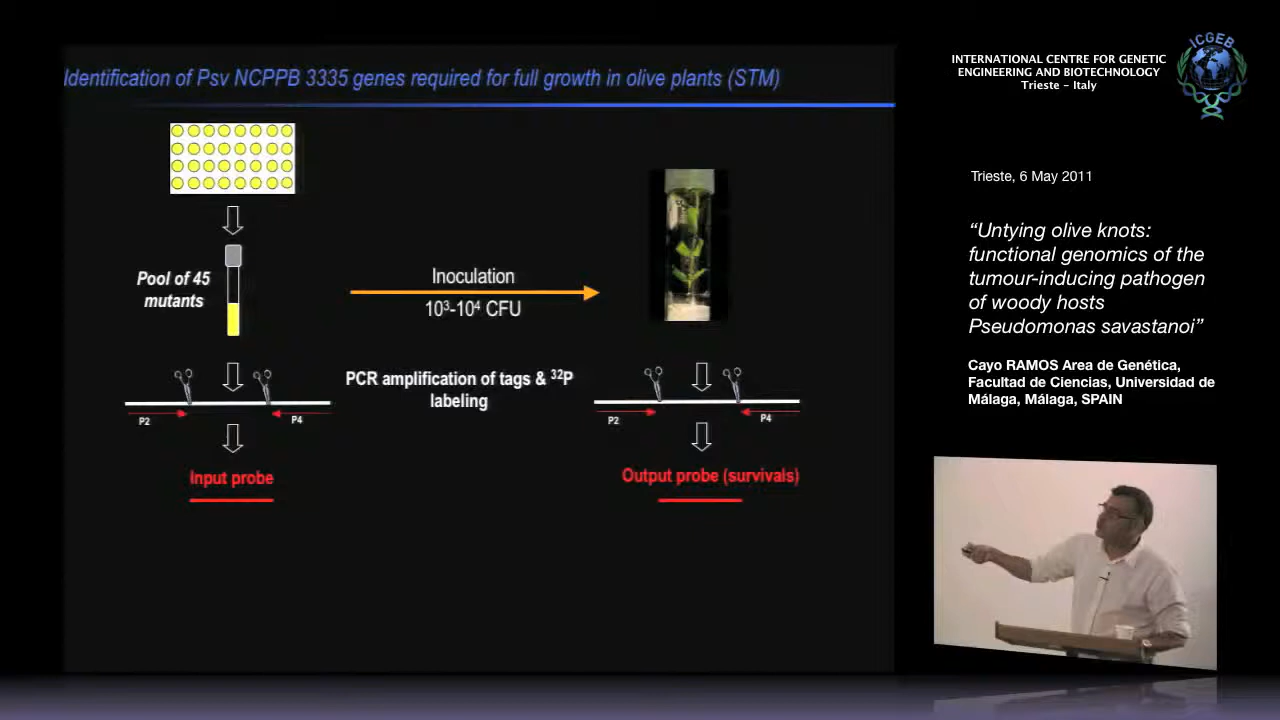 Identification of Psv NCPPB 3335 genes required for full growth in olive plants (STM)
Pool of 45
mutants
Inoculation
10³-10⁴ CFU
PCR amplification of tags & ³²P
labeling
P2
P4
P2
P4
Input probe
Output probe (survivals)
INTERNATIONAL CENTRE FOR GENETIC
ENGINEERING AND BIOTECHNOLOGY
Trieste - Italy
ICGEB
Trieste, 6 May 2011
“Untying olive knots:
functional genomics of the
tumour-inducing pathogen
of woody hosts
Pseudomonas savastanoi”
Cayo RAMOS Area de Genética,
Facultad de Ciencias, Universidad de
Málaga, Málaga, SPAIN